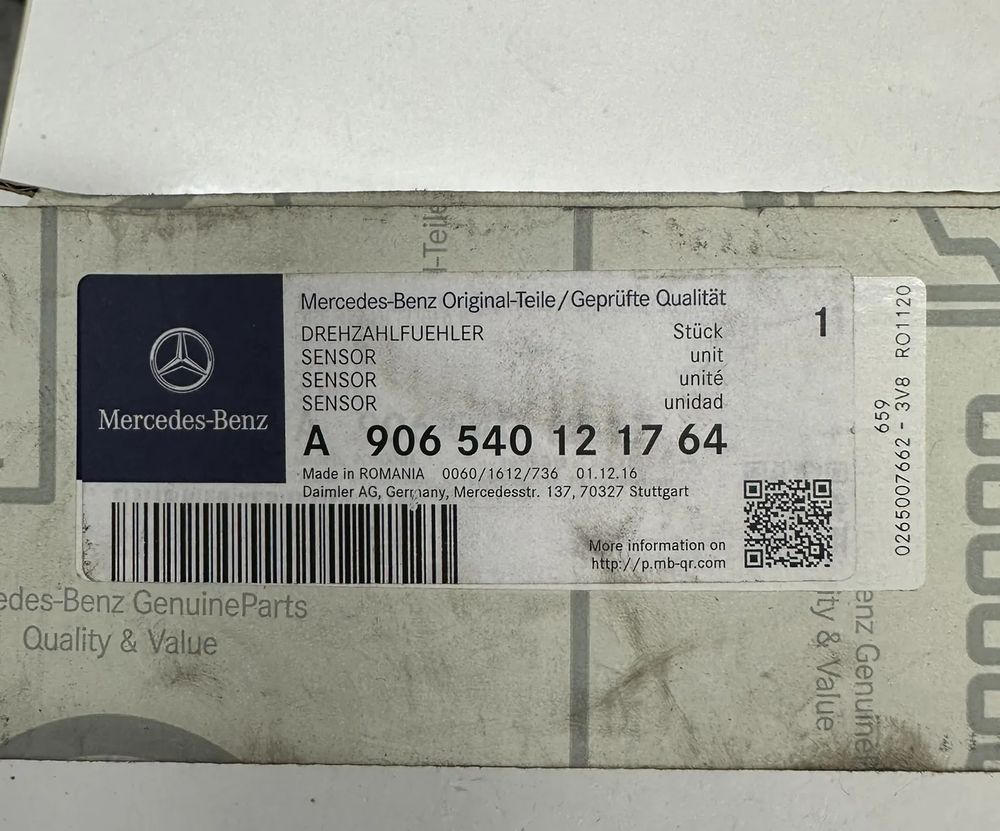 l-Teile
Mercedes-Benz
Mercedes-Benz Original-Teile/Geprüfte Qualität
DREHZAHLFUEHLER Stück
SENSOR unit
SENSOR unité
SENSOR unidad
1
A 906 540 12 17 64
Made in ROMANIA 0060/1612/736 01.12.16
Daimler AG, Germany, Mercedesstr. 137, 70327 Stuttgart
More information on
http://p.mb-qr.com
659
0265007662 - 3V8 RO1120
edes-Benz GenuineParts
Quality & Value
enz Genuine
ity & Value